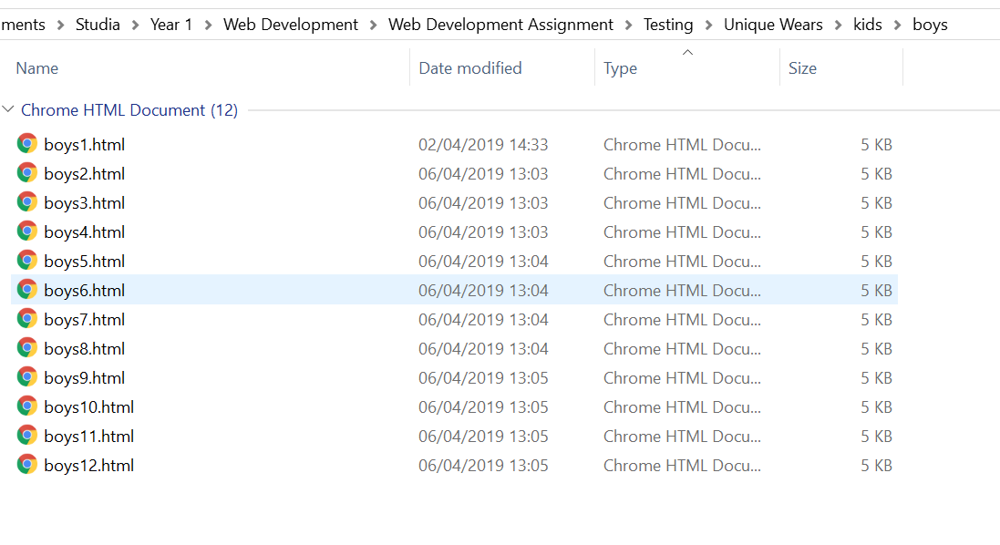 ments > Studia > Year 1 > Web Development > Web Development Assignment > Testing > Unique Wears > kids > boys
Name Date modified Type Size
Chrome HTML Document (12)
boys1.html 02/04/2019 14:33 Chrome HTML Docu... 5 KB
boys2.html 06/04/2019 13:03 Chrome HTML Docu... 5 KB
boys3.html 06/04/2019 13:03 Chrome HTML Docu... 5 KB
boys4.html 06/04/2019 13:03 Chrome HTML Docu... 5 KB
boys5.html 06/04/2019 13:04 Chrome HTML Docu... 5 KB
boys6.html 06/04/2019 13:04 Chrome HTML Docu... 5 KB
boys7.html 06/04/2019 13:04 Chrome HTML Docu... 5 KB
boys8.html 06/04/2019 13:04 Chrome HTML Docu... 5 KB
boys9.html 06/04/2019 13:05 Chrome HTML Docu... 5 KB
boys10.html 06/04/2019 13:05 Chrome HTML Docu... 5 KB
boys11.html 06/04/2019 13:05 Chrome HTML Docu... 5 KB
boys12.html 06/04/2019 13:05 Chrome HTML Docu... 5 KB